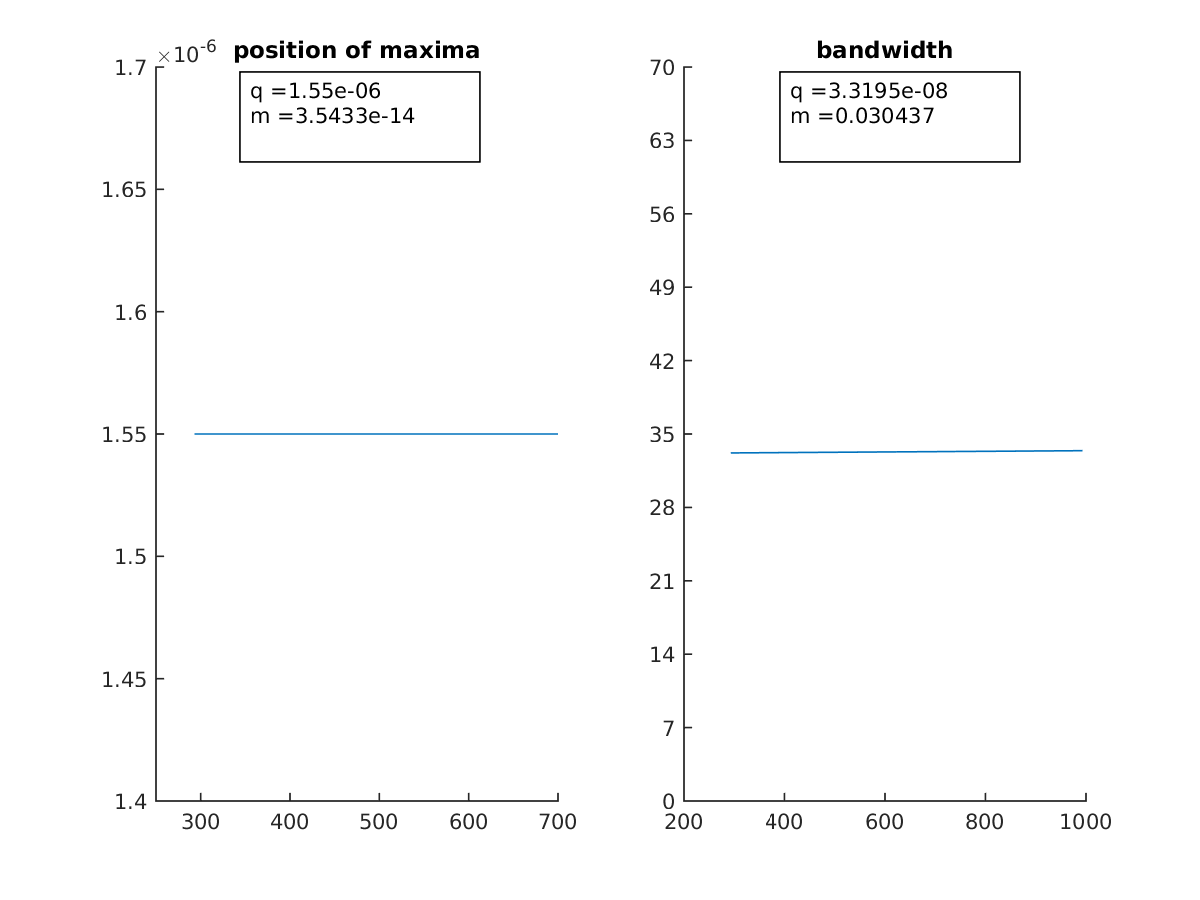 position of maxima
×10-6
q =1.55e-06
m =3.5433e-14
1.7
1.65
1.6
1.55
1.5
1.45
1.4
300 400 500 600 700
bandwidth
q =3.3195e-08
m =0.030437
70
63
56
49
42
35
28
21
14
7
0
200 400 600 800 1000